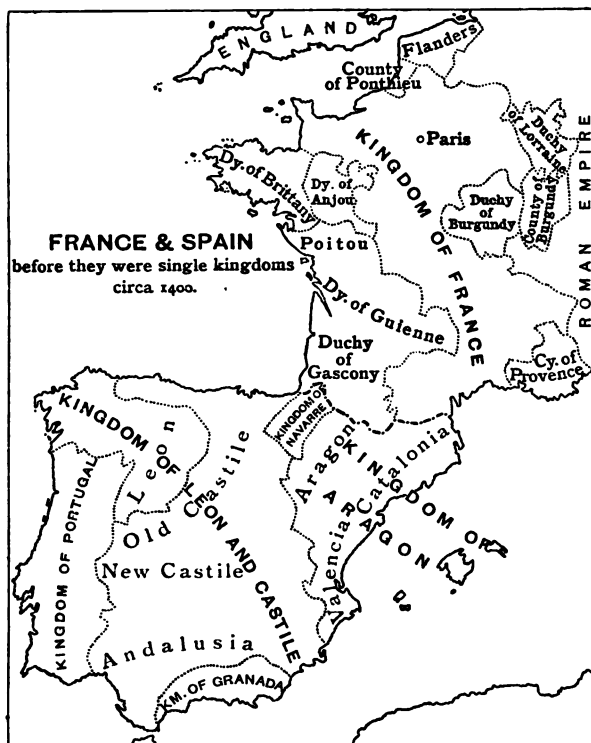 ENGLAND
Flanders
County
of Ponthieu
Paris
Duchy
of Lorraine
KINGDOM OF FRANCE
Dy. of Brittany
Dy. of
Anjou
Duchy
of
Burgundy
County of
Burgundy
ROMAN EMPIRE
FRANCE & SPAIN
before they were single kingdoms
circa 1400.
Poitou
Dy. of Guienne
Duchy
of
Gascony
Cy. of
Provence
KINGDOM OF
NAVARRE
KINGDOM OF LEON AND CASTILE
Leon
Old Castile
Aragon
Catalonia
KINGDOM OF
ARAGON
KINGDOM OF PORTUGAL
New Castile
Valencia
Andalusia
KM. OF GRANADA